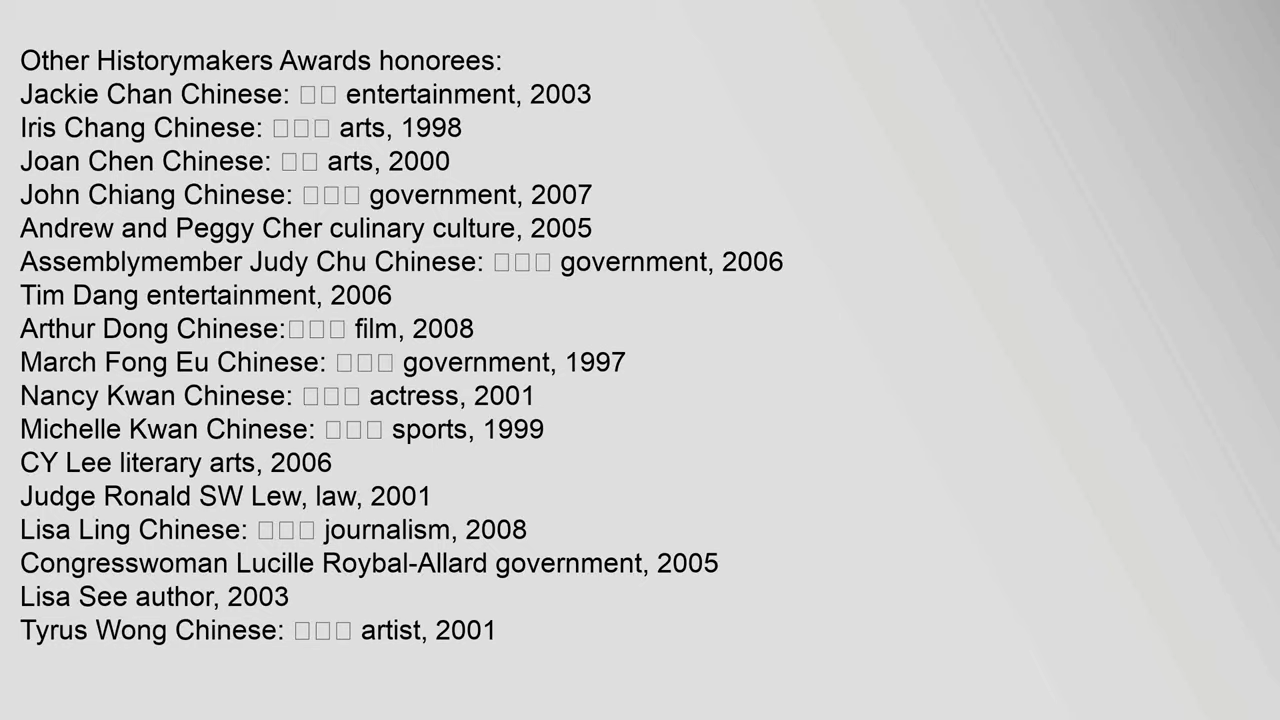 Other Historymakers Awards honorees:
Jackie Chan Chinese: □□ entertainment, 2003
Iris Chang Chinese: □□□ arts, 1998
Joan Chen Chinese: □□ arts, 2000
John Chiang Chinese: □□□ government, 2007
Andrew and Peggy Cher culinary culture, 2005
Assemblymember Judy Chu Chinese: □□□ government, 2006
Tim Dang entertainment, 2006
Arthur Dong Chinese:□□□ film, 2008
March Fong Eu Chinese: □□□ government, 1997
Nancy Kwan Chinese: □□□ actress, 2001
Michelle Kwan Chinese: □□□ sports, 1999
CY Lee literary arts, 2006
Judge Ronald SW Lew, law, 2001
Lisa Ling Chinese: □□□ journalism, 2008
Congresswoman Lucille Roybal-Allard government, 2005
Lisa See author, 2003
Tyrus Wong Chinese: □□□ artist, 2001